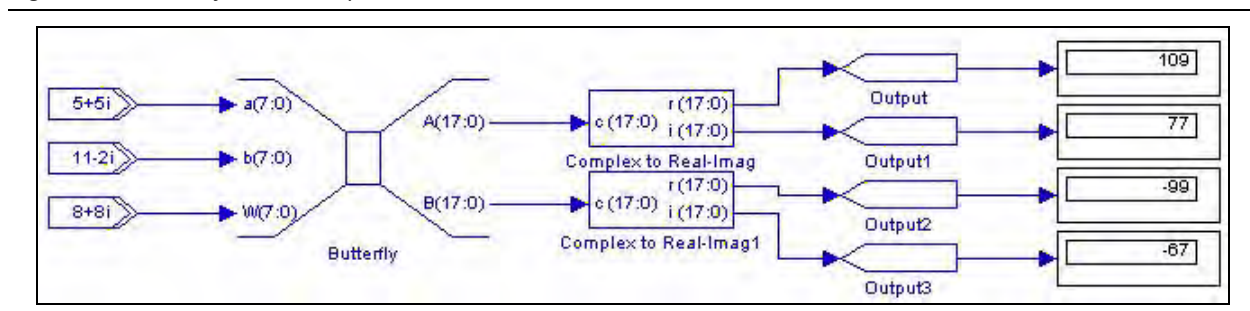 5+5i
11-2i
8+8i
a(7:0)
b(7:0)
W(7:0)
Butterfly
A(17:0)
B(17:0)
c(17:0)
r(17:0)
i(17:0)
Complex to Real-Imag
c(17:0)
r(17:0)
i(17:0)
Complex to Real-Imag1
Output
Output1
Output2
Output3
109
77
-99
-67